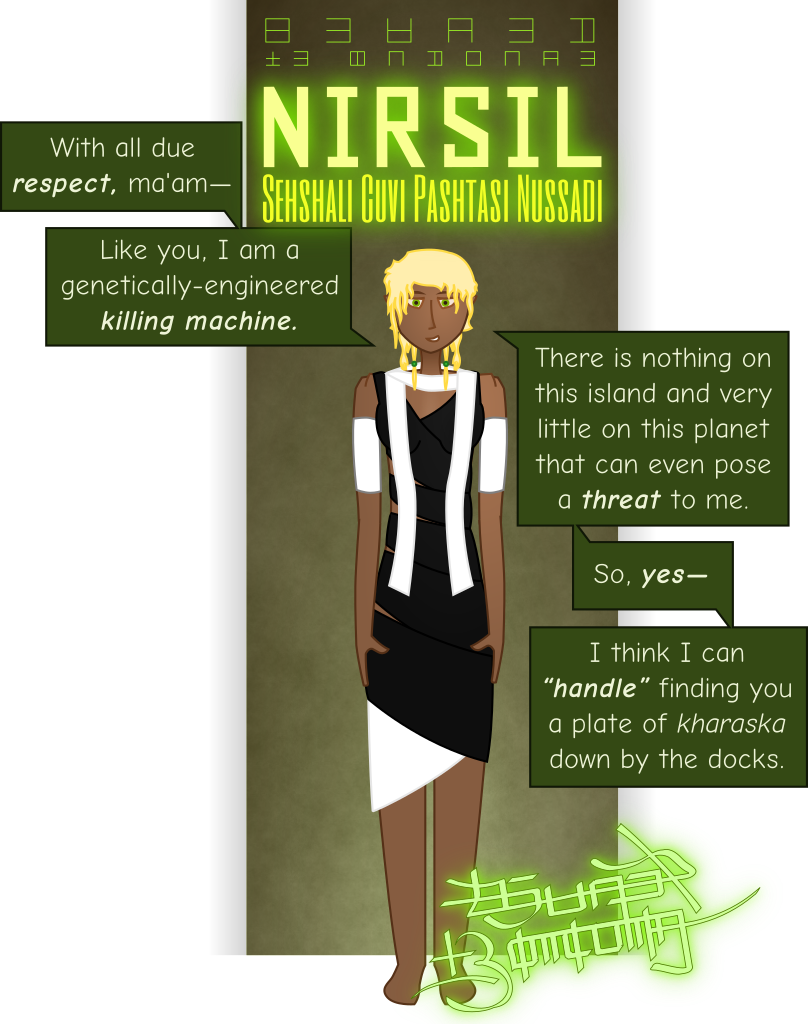 NIRSIL
SEHSHALI CUVI PASHTASI NUSSADI
With all due
respect, ma'am—
Like you, I am a
genetically-engineered
killing machine.
There is nothing on
this island and very
little on this planet
that can even pose
a threat to me.
So, yes—
I think I can
“handle” finding you
a plate of kharaska
down by the docks.